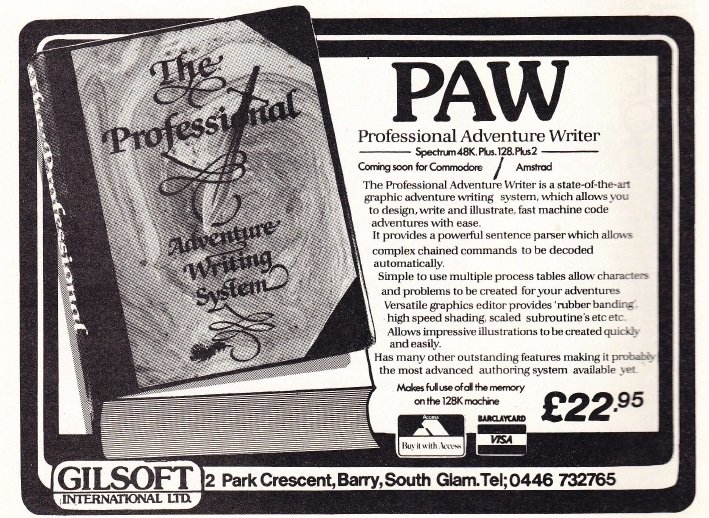 The
Professional
Adventure
Writing
System
PAW
Professional Adventure Writer
Spectrum 48K, Plus, 128, Plus 2
Coming soon for Commodore / Amstrad
The Professional Adventure Writer is a state-of-the-art
graphic adventure writing system, which allows you
to design, write and illustrate, fast machine code
adventures with ease.
It provides a powerful sentence parser which allows
complex chained commands to be decoded
automatically.
Simple to use multiple process tables allow characters
and problems to be created for your adventures
Versatile graphics editor provides 'rubber banding',
high speed shading, scaled subroutine's etc etc.
Allows impressive illustrations to be created quickly
and easily.
Has many other outstanding features making it probably
the most advanced authoring system available yet.
Makes full use of all the memory
on the 128K machine
£22.95
Access
Buy it with Access
BARCLAYCARD
VISA
GILSOFT
INTERNATIONAL LTD.
2 Park Crescent, Barry, South Glam. Tel; 0446 732765